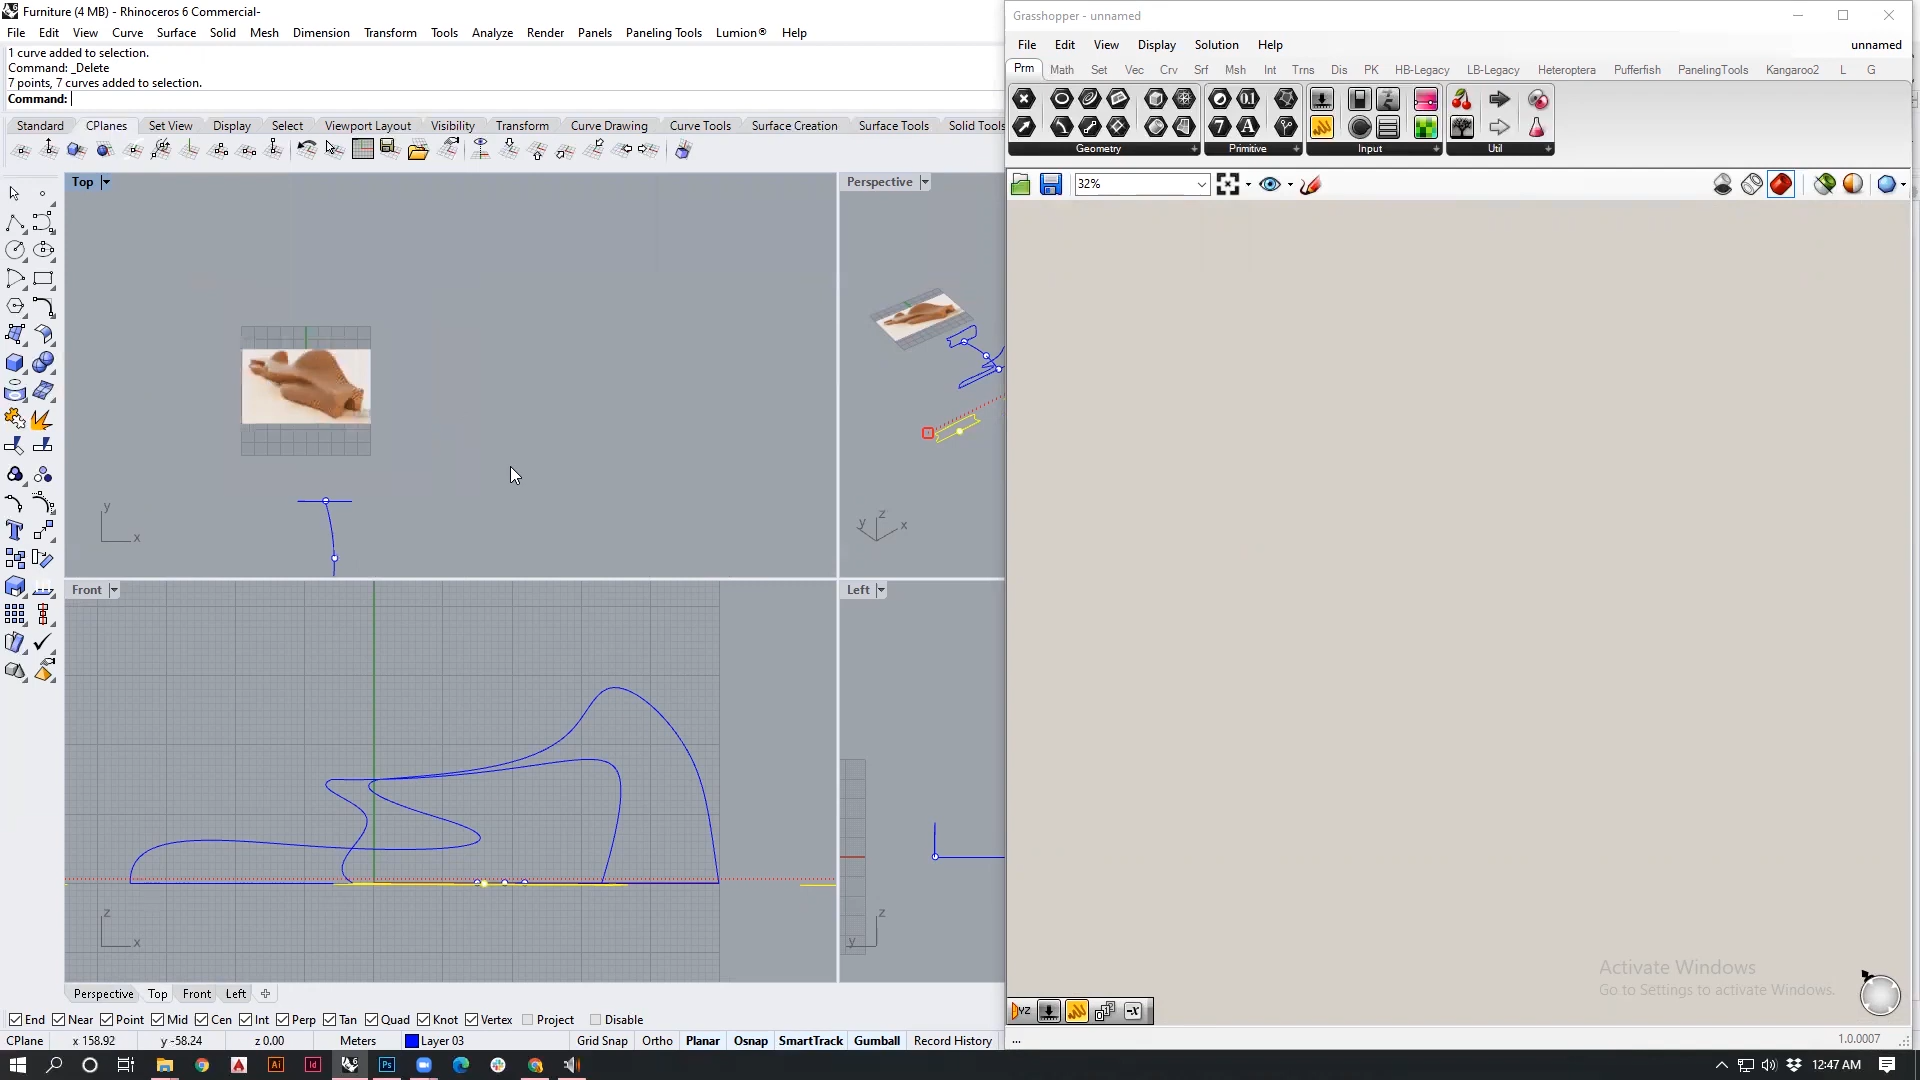 Furniture (4 MB) - Rhinoceros 6 Commercial-
File Edit View Curve Surface Solid Mesh Dimension Transform Tools Analyze Render Panels Paneling Tools Lumion® Help
1 curve added to selection.
Command: _Delete
7 points, 7 curves added to selection.
Command:
Standard CPlanes Set View Display Select Viewport Layout Visibility Transform Curve Drawing Curve Tools Surface Creation Surface Tools Solid Tools
Top
Perspective
y
x
y z x
Front
Left
z
x
z
y
Perspective Top Front Left
End Near Point Mid Cen Int Perp Tan Quad Knot Vertex Project Disable
CPlane x 158.92 y -58.24 z 0.00 Meters Layer 03 Grid Snap Ortho Planar Osnap SmartTrack Gumball Record History
Grasshopper - unnamed
File Edit View Display Solution Help unnamed
Prm Math Set Vec Crv Srf Msh Int Trns Dis PK HB-Legacy LB-Legacy Heteroptera Pufferfish PanelingTools Kangaroo2 L G
Geometry Primitive Input Util
32%
Activate Windows
Go to Settings to activate Windows.
... 1.0.0007
12:47 AM